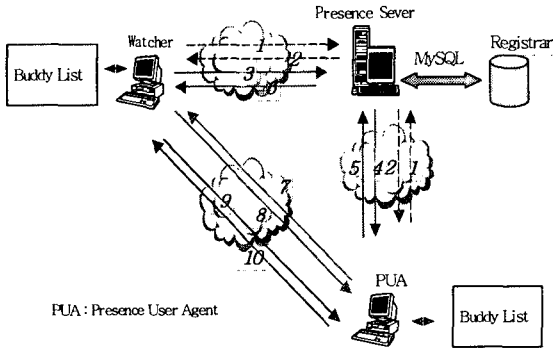 Presence Sever
Watcher
Registrar
Buddy List
MySQL
1
2
3
6
5 4 2 1
7
9
8
10
PUA
PUA : Presence User Agent
Buddy List